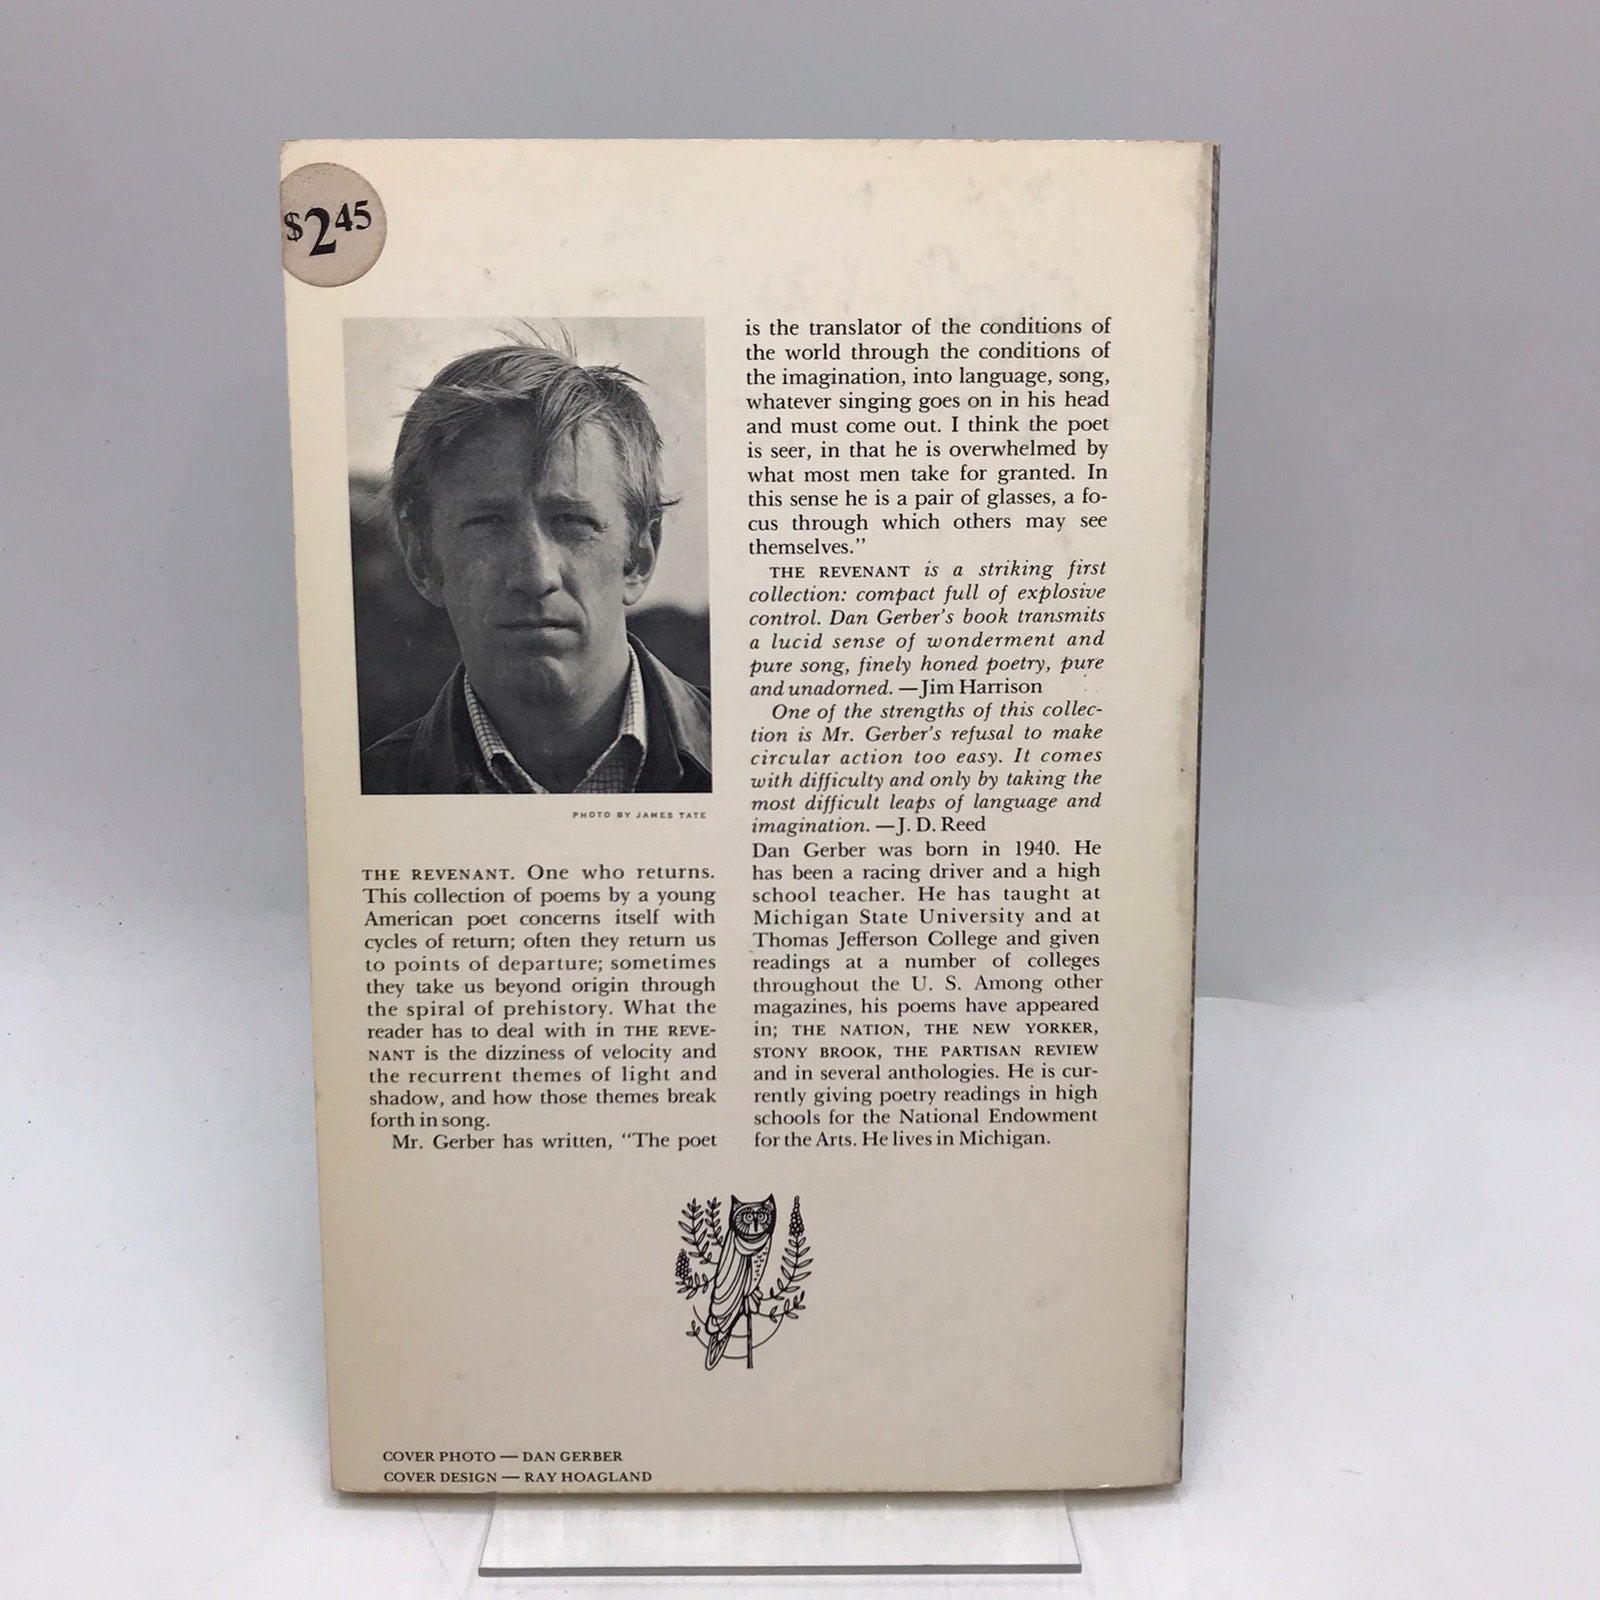 $2.45
PHOTO BY JAMES TATE
THE REVENANT. One who returns.
This collection of poems by a young
American poet concerns itself with
cycles of return; often they return us
to points of departure; sometimes
they take us beyond origin through
the spiral of prehistory. What the
reader has to deal with in THE REVE-
NANT is the dizziness of velocity and
the recurrent themes of light and
shadow, and how those themes break
forth in song.
Mr. Gerber has written, “The poet
is the translator of the conditions of
the world through the conditions of
the imagination, into language, song,
whatever singing goes on in his head
and must come out. I think the poet
is seer, in that he is overwhelmed by
what most men take for granted. In
this sense he is a pair of glasses, a fo-
cus through which others may see
themselves.”
THE REVENANT is a striking first
collection: compact full of explosive
control. Dan Gerber's book transmits
a lucid sense of wonderment and
pure song, finely honed poetry, pure
and unadorned. —Jim Harrison
One of the strengths of this collec-
tion is Mr. Gerber's refusal to make
circular action too easy. It comes
with difficulty and only by taking the
most difficult leaps of language and
imagination. —J. D. Reed
Dan Gerber was born in 1940. He
has been a racing driver and a high
school teacher. He has taught at
Michigan State University and at
Thomas Jefferson College and given
readings at a number of colleges
throughout the U. S. Among other
magazines, his poems have appeared
in; THE NATION, THE NEW YORKER,
STONY BROOK, THE PARTISAN REVIEW
and in several anthologies. He is cur-
rently giving poetry readings in high
schools for the National Endowment
for the Arts. He lives in Michigan.
COVER PHOTO — DAN GERBER
COVER DESIGN — RAY HOAGLAND